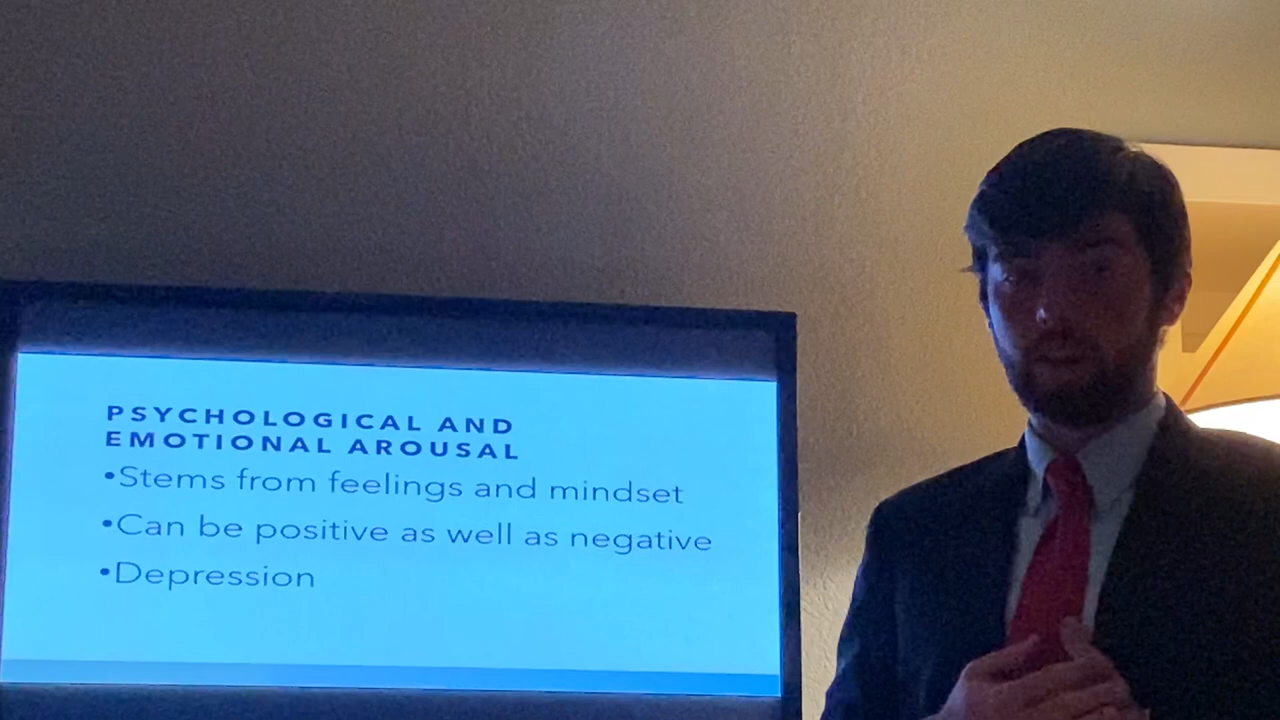 PSYCHOLOGICAL AND
EMOTIONAL AROUSAL
•Stems from feelings and mindset
•Can be positive as well as negative
•Depression